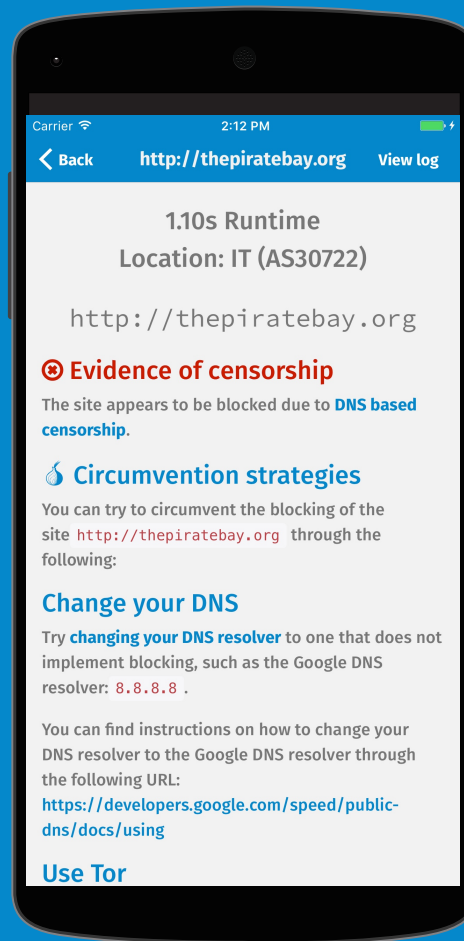 Carrier
2:12 PM
Back
http://thepiratebay.org
View log
1.10s Runtime
Location: IT (AS30722)
http://thepiratebay.org
Evidence of censorship
The site appears to be blocked due to DNS based
censorship.
Circumvention strategies
You can try to circumvent the blocking of the
site http://thepiratebay.org through the
following:
Change your DNS
Try changing your DNS resolver to one that does not
implement blocking, such as the Google DNS
resolver: 8.8.8.8 .
You can find instructions on how to change your
DNS resolver to the Google DNS resolver through
the following URL:
https://developers.google.com/speed/public-
dns/docs/using
Use Tor